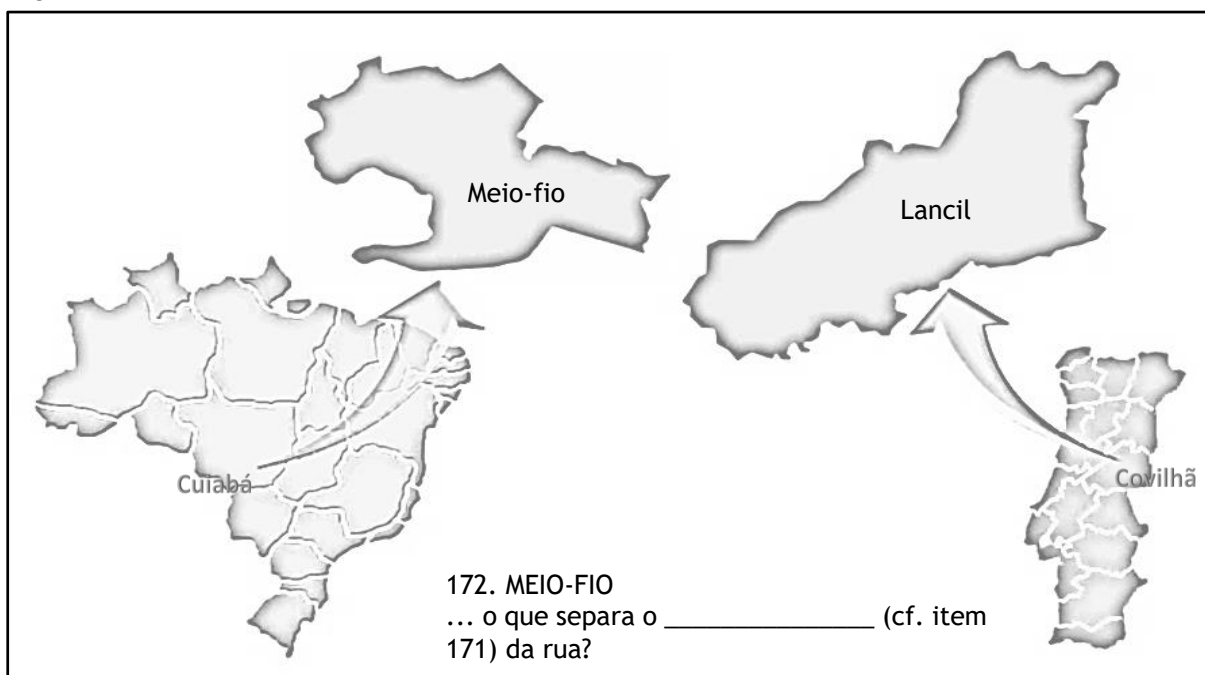 Meio-fio
Lancil
Cuiabá
Covilhã
172. MEIO-FIO
... o que separa o _______________ (cf. item
171) da rua?